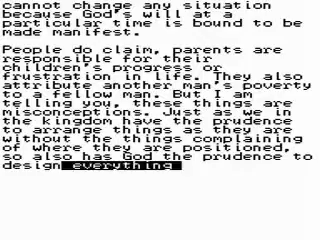 cannot change any situation
because God's will at a
particular time is bound to be
made manifest.
People do claim, parents are
responsible for their
children's progress or
frustration in life. They also
attribute another man's poverty
to a fellow man. But I am
telling you, these things are
misconceptions. Just as we in
the kingdom have the prudence
to arrange things as they are
without the things complaining
of where they are positioned,
so also has God the prudence to
design everything